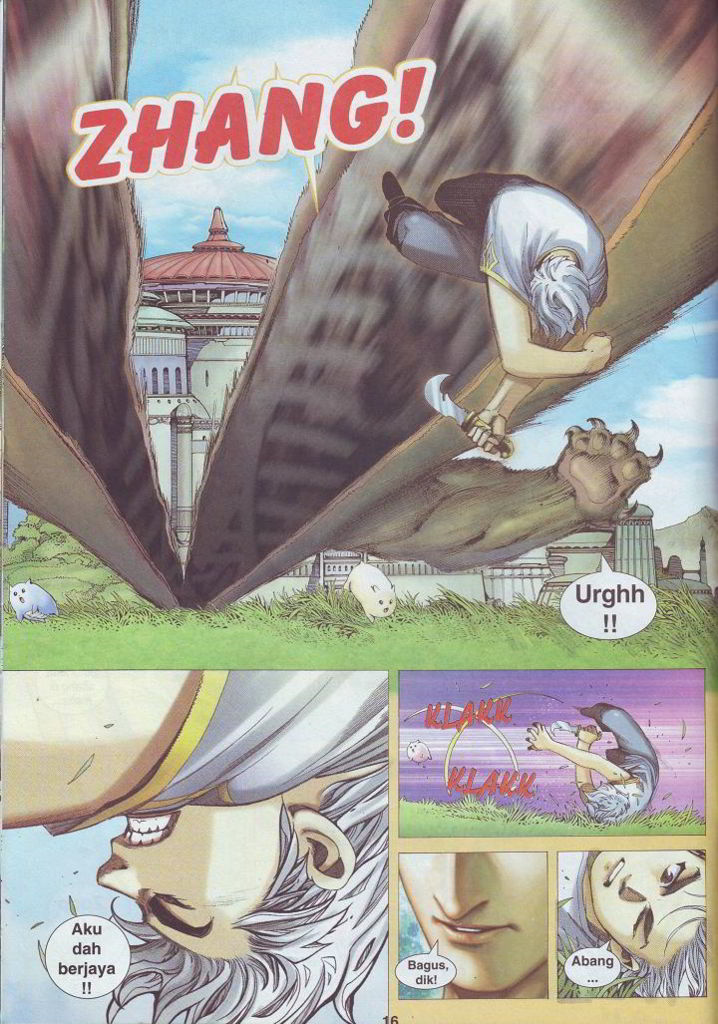 ZHANG!
Urghh
!!
Aku
dah
berjaya
!!
KLAKK
KLAKK
Bagus,
dik!
Abang
...
16